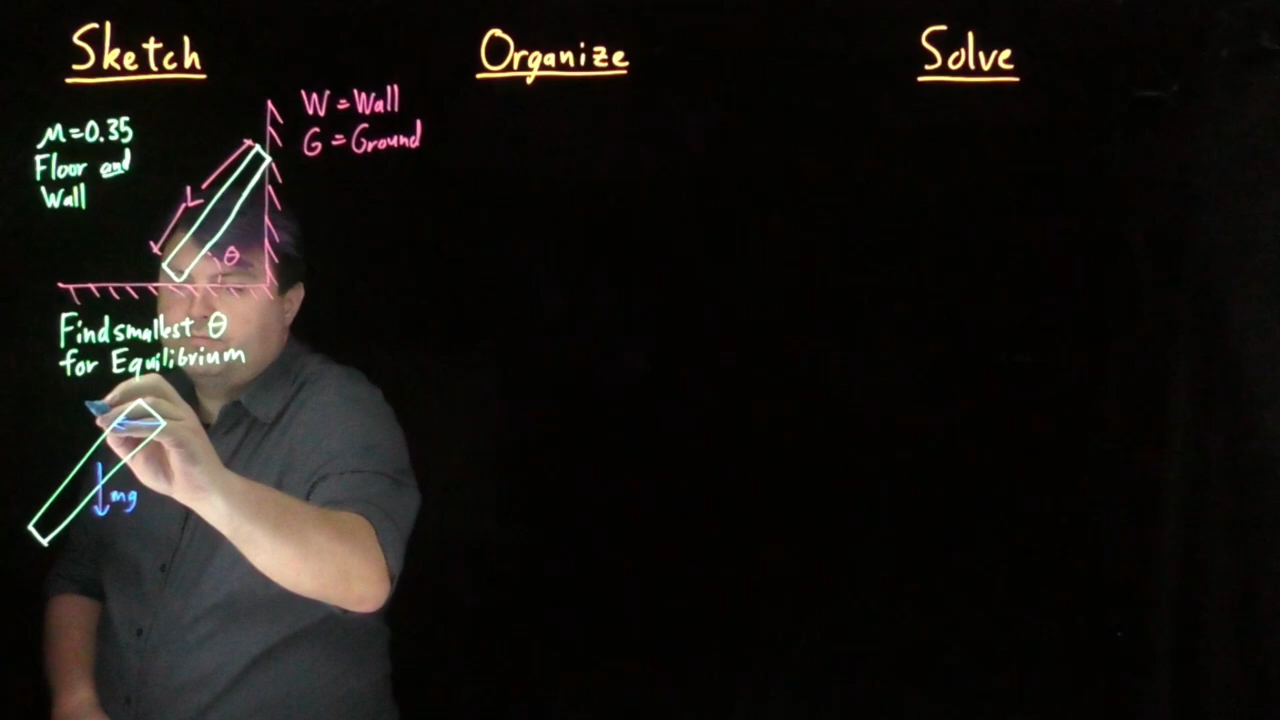 Sketch
Organize
Solve
μ=0.35
Floor and
Wall
W = Wall
G = Ground
L
θ
Find smallest θ
for Equilibrium
mg